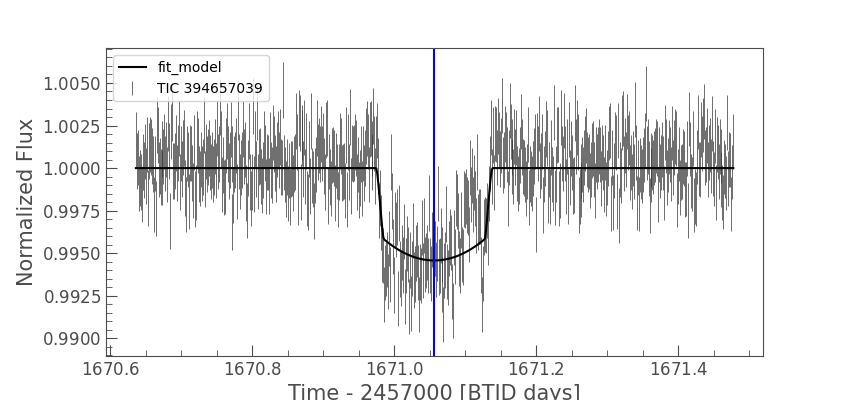 fit_model
TIC 394657039
1.0050
1.0025
1.0000
0.9975
0.9950
0.9925
0.9900
Normalized Flux
1670.6 1670.8 1671.0 1671.2 1671.4
Time - 2457000 [BTJD days]